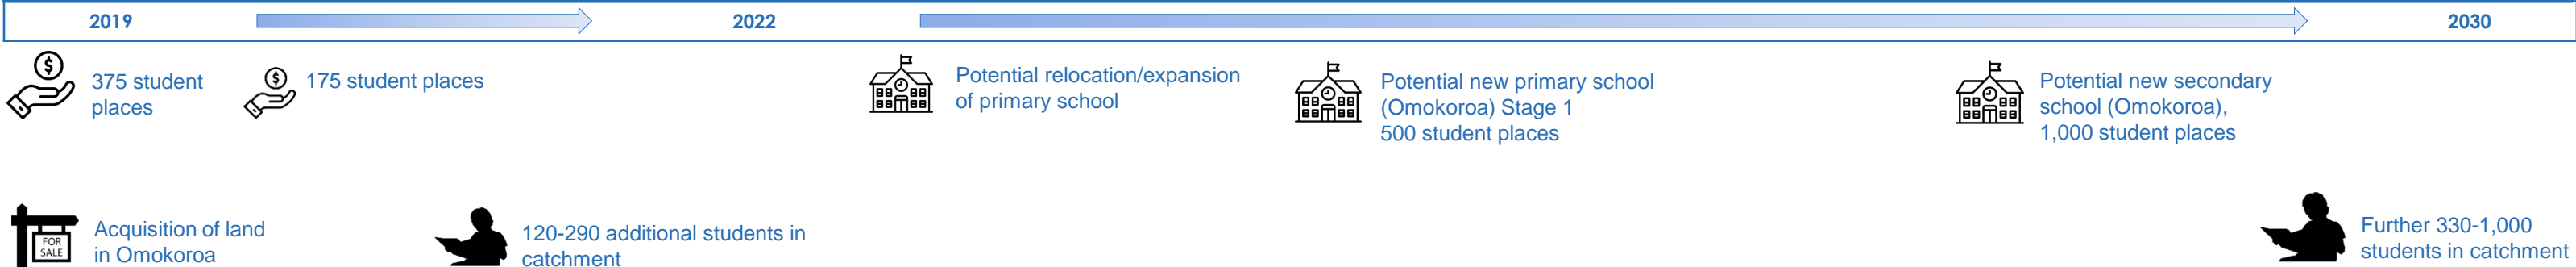 2019
2022
2030
$
375 student
places
$
175 student places
Potential relocation/expansion
of primary school
Potential new primary school
(Omokoroa) Stage 1
500 student places
Potential new secondary
school (Omokoroa),
1,000 student places
FOR
SALE
Acquisition of land
in Omokoroa
120-290 additional students in
catchment
Further 330-1,000
students in catchment